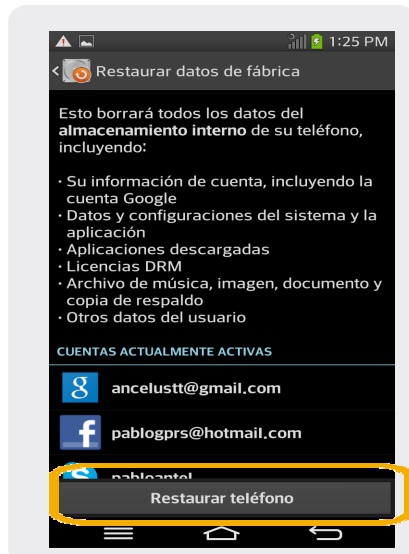 1:25 PM
Restaurar datos de fábrica
Esto borrará todos los datos del
almacenamiento interno de su teléfono,
incluyendo:
· Su información de cuenta, incluyendo la
cuenta Google
· Datos y configuraciones del sistema y la
aplicación
· Aplicaciones descargadas
· Licencias DRM
· Archivo de música, imagen, documento y
copia de respaldo
· Otros datos del usuario
CUENTAS ACTUALMENTE ACTIVAS
ancelustt@gmail.com
pablogprs@hotmail.com
pabloantel
Restaurar teléfono